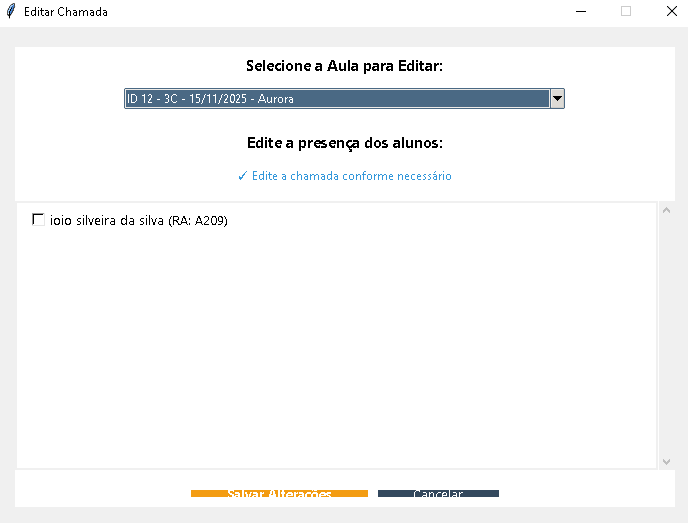 Editar Chamada
Selecione a Aula para Editar:
ID 12 - 3C - 15/11/2025 - Aurora
Edite a presença dos alunos:
✓ Edite a chamada conforme necessário
ioio silveira da silva (RA: A209)
Salvar Alterações Cancelar